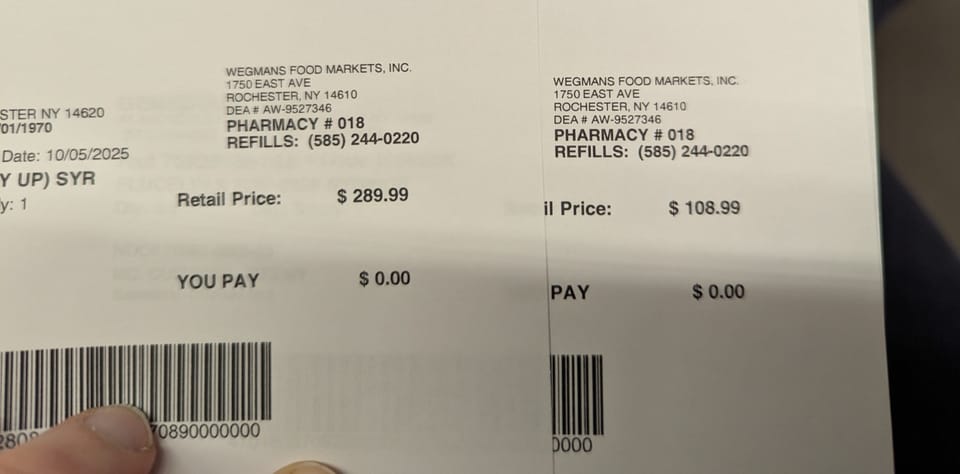 STER NY 14620
01/1970
Date: 10/05/2025
Y UP) SYR
y: 1
WEGMANS FOOD MARKETS, INC.
1750 EAST AVE
ROCHESTER, NY 14610
DEA # AW-9527346
PHARMACY # 018
REFILLS: (585) 244-0220
Retail Price: $ 289.99
YOU PAY $ 0.00
70890000000
WEGMANS FOOD MARKETS, INC.
1750 EAST AVE
ROCHESTER, NY 14610
DEA # AW-9527346
PHARMACY # 018
REFILLS: (585) 244-0220
il Price: $ 108.99
PAY $ 0.00
0000